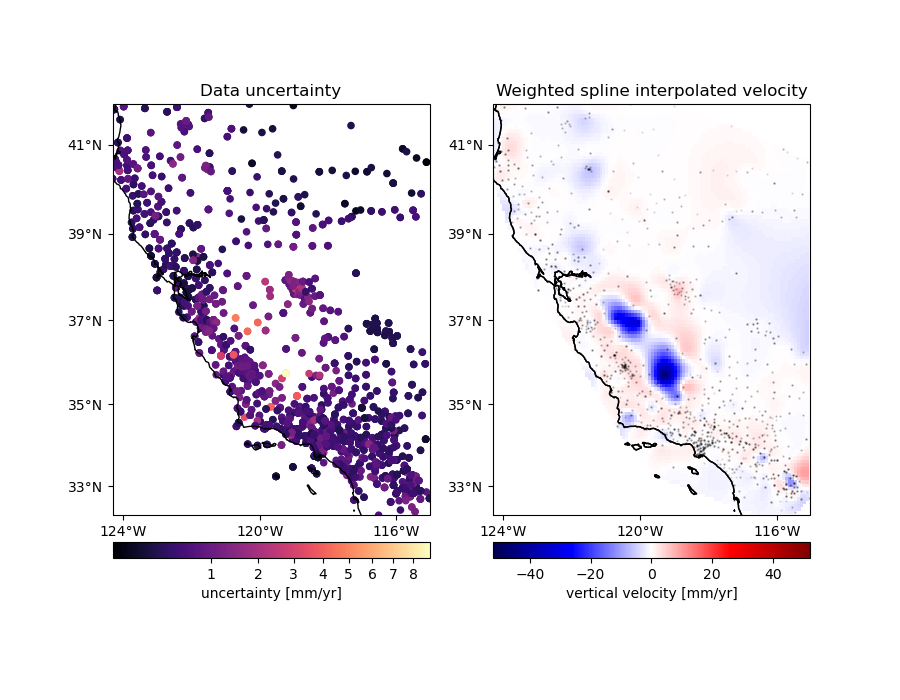 Data uncertainty
41°N
39°N
37°N
35°N
33°N
124°W 120°W 116°W
1 2 3 4 5 6 7 8
uncertainty [mm/yr]
Weighted spline interpolated velocity
41°N
39°N
37°N
35°N
33°N
124°W 120°W 116°W
−40 −20 0 20 40
vertical velocity [mm/yr]